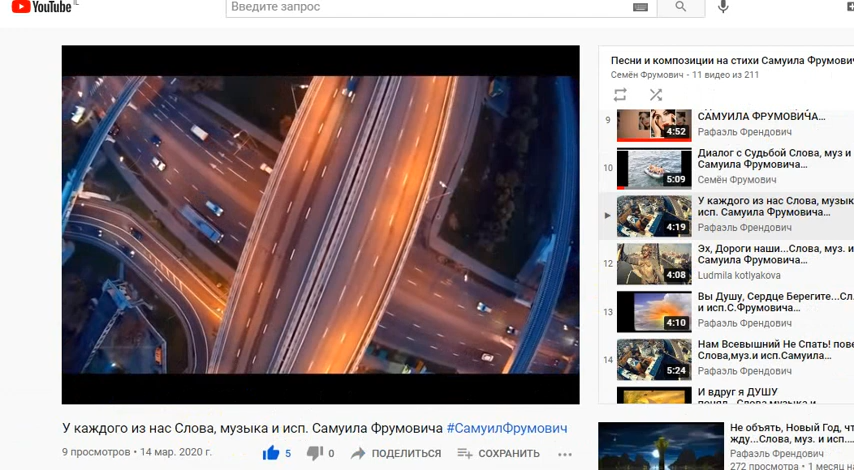 YouTube IL
Введите запрос
Песни и композиции на стихи Самуила Фрумович
Семён Фрумович - 11 видео из 211
9
САМУИЛА ФРУМОВИЧА...
Рафаэль Френдович
4:52
10
Диалог с Судьбой Слова, муз и
Самуила Фрумовича...
Семён Фрумович
5:09
У каждого из нас Слова, музык
исп. Самуила Фрумовича...
Рафаэль Френдович
4:19
12
Эх, Дороги наши...Слова, муз. и
Самуила Фрумовича...
Ludmila kotlyakova
4:08
13
Вы Душу, Сердце Берегите...Сл.
и исп.С.Фрумовича...
Рафаэль Френдович
4:10
14
Нам Всевышний Не Спать! пове
Слова,муз.и исп.Самуила...
Рафаэль Френдович
5:24
И вдруг я ДУШУ
У каждого из нас Слова, музыка и исп. Самуила Фрумовича #СамуилФрумович
9 просмотров • 14 мар. 2020 г.
5
0
ПОДЕЛИТЬСЯ
СОХРАНИТЬ
Не объять, Новый Год, чт
жду...Слова, муз. и исп....
Рафаэль Френдович
272 просмотра • 1 месяц на